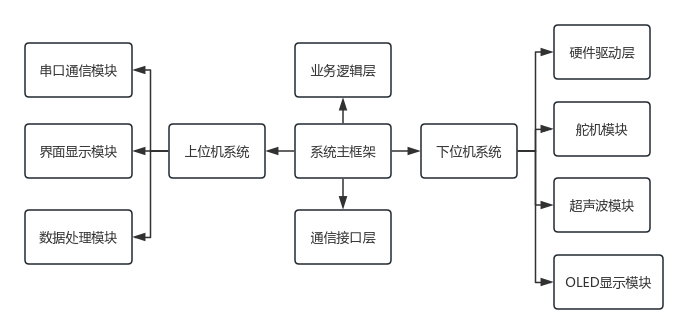 串口通信模块
界面显示模块
数据处理模块
上位机系统
业务逻辑层
系统主框架
通信接口层
下位机系统
硬件驱动层
舵机模块
超声波模块
OLED显示模块